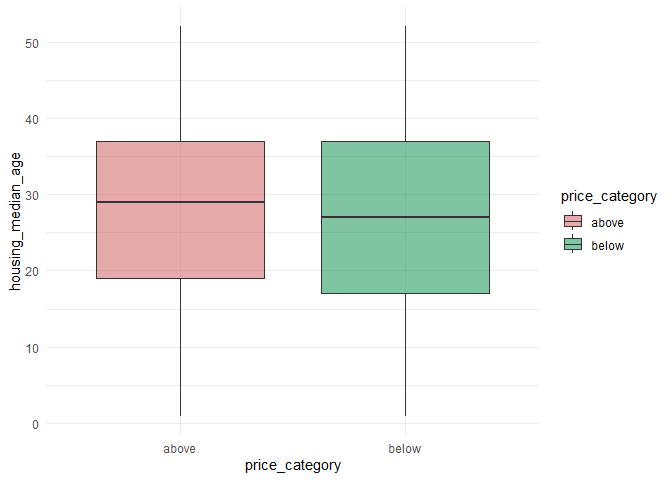 housing_median_age
50
40
30
20
10
0
above
below
price_category
price_category
above
below